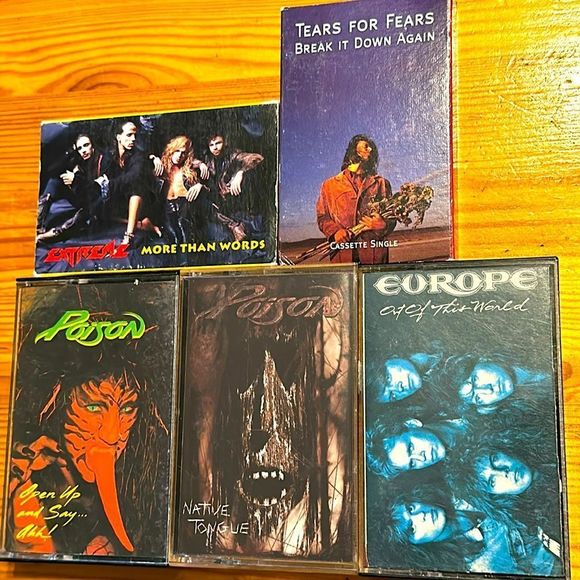 TEARS FOR FEARS
BREAK IT DOWN AGAIN
CASSETTE SINGLE
EXTREME
MORE THAN WORDS
POISON
Open Up
and Say...
Ahh!
POISON
NATIVE
TONGUE
EUROPE
Out Of This World